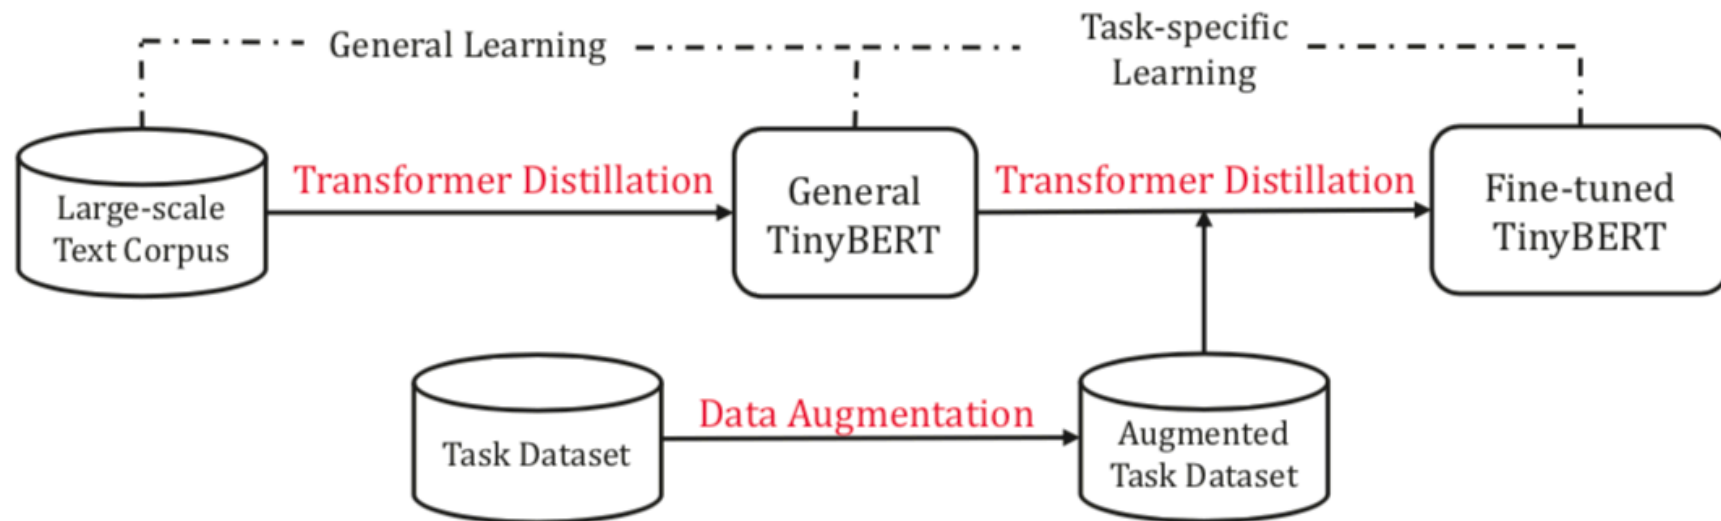 General Learning
Task-specific
Learning
Large-scale
Text Corpus
Transformer Distillation
General
TinyBERT
Transformer Distillation
Fine-tuned
TinyBERT
Task Dataset
Data Augmentation
Augmented
Task Dataset